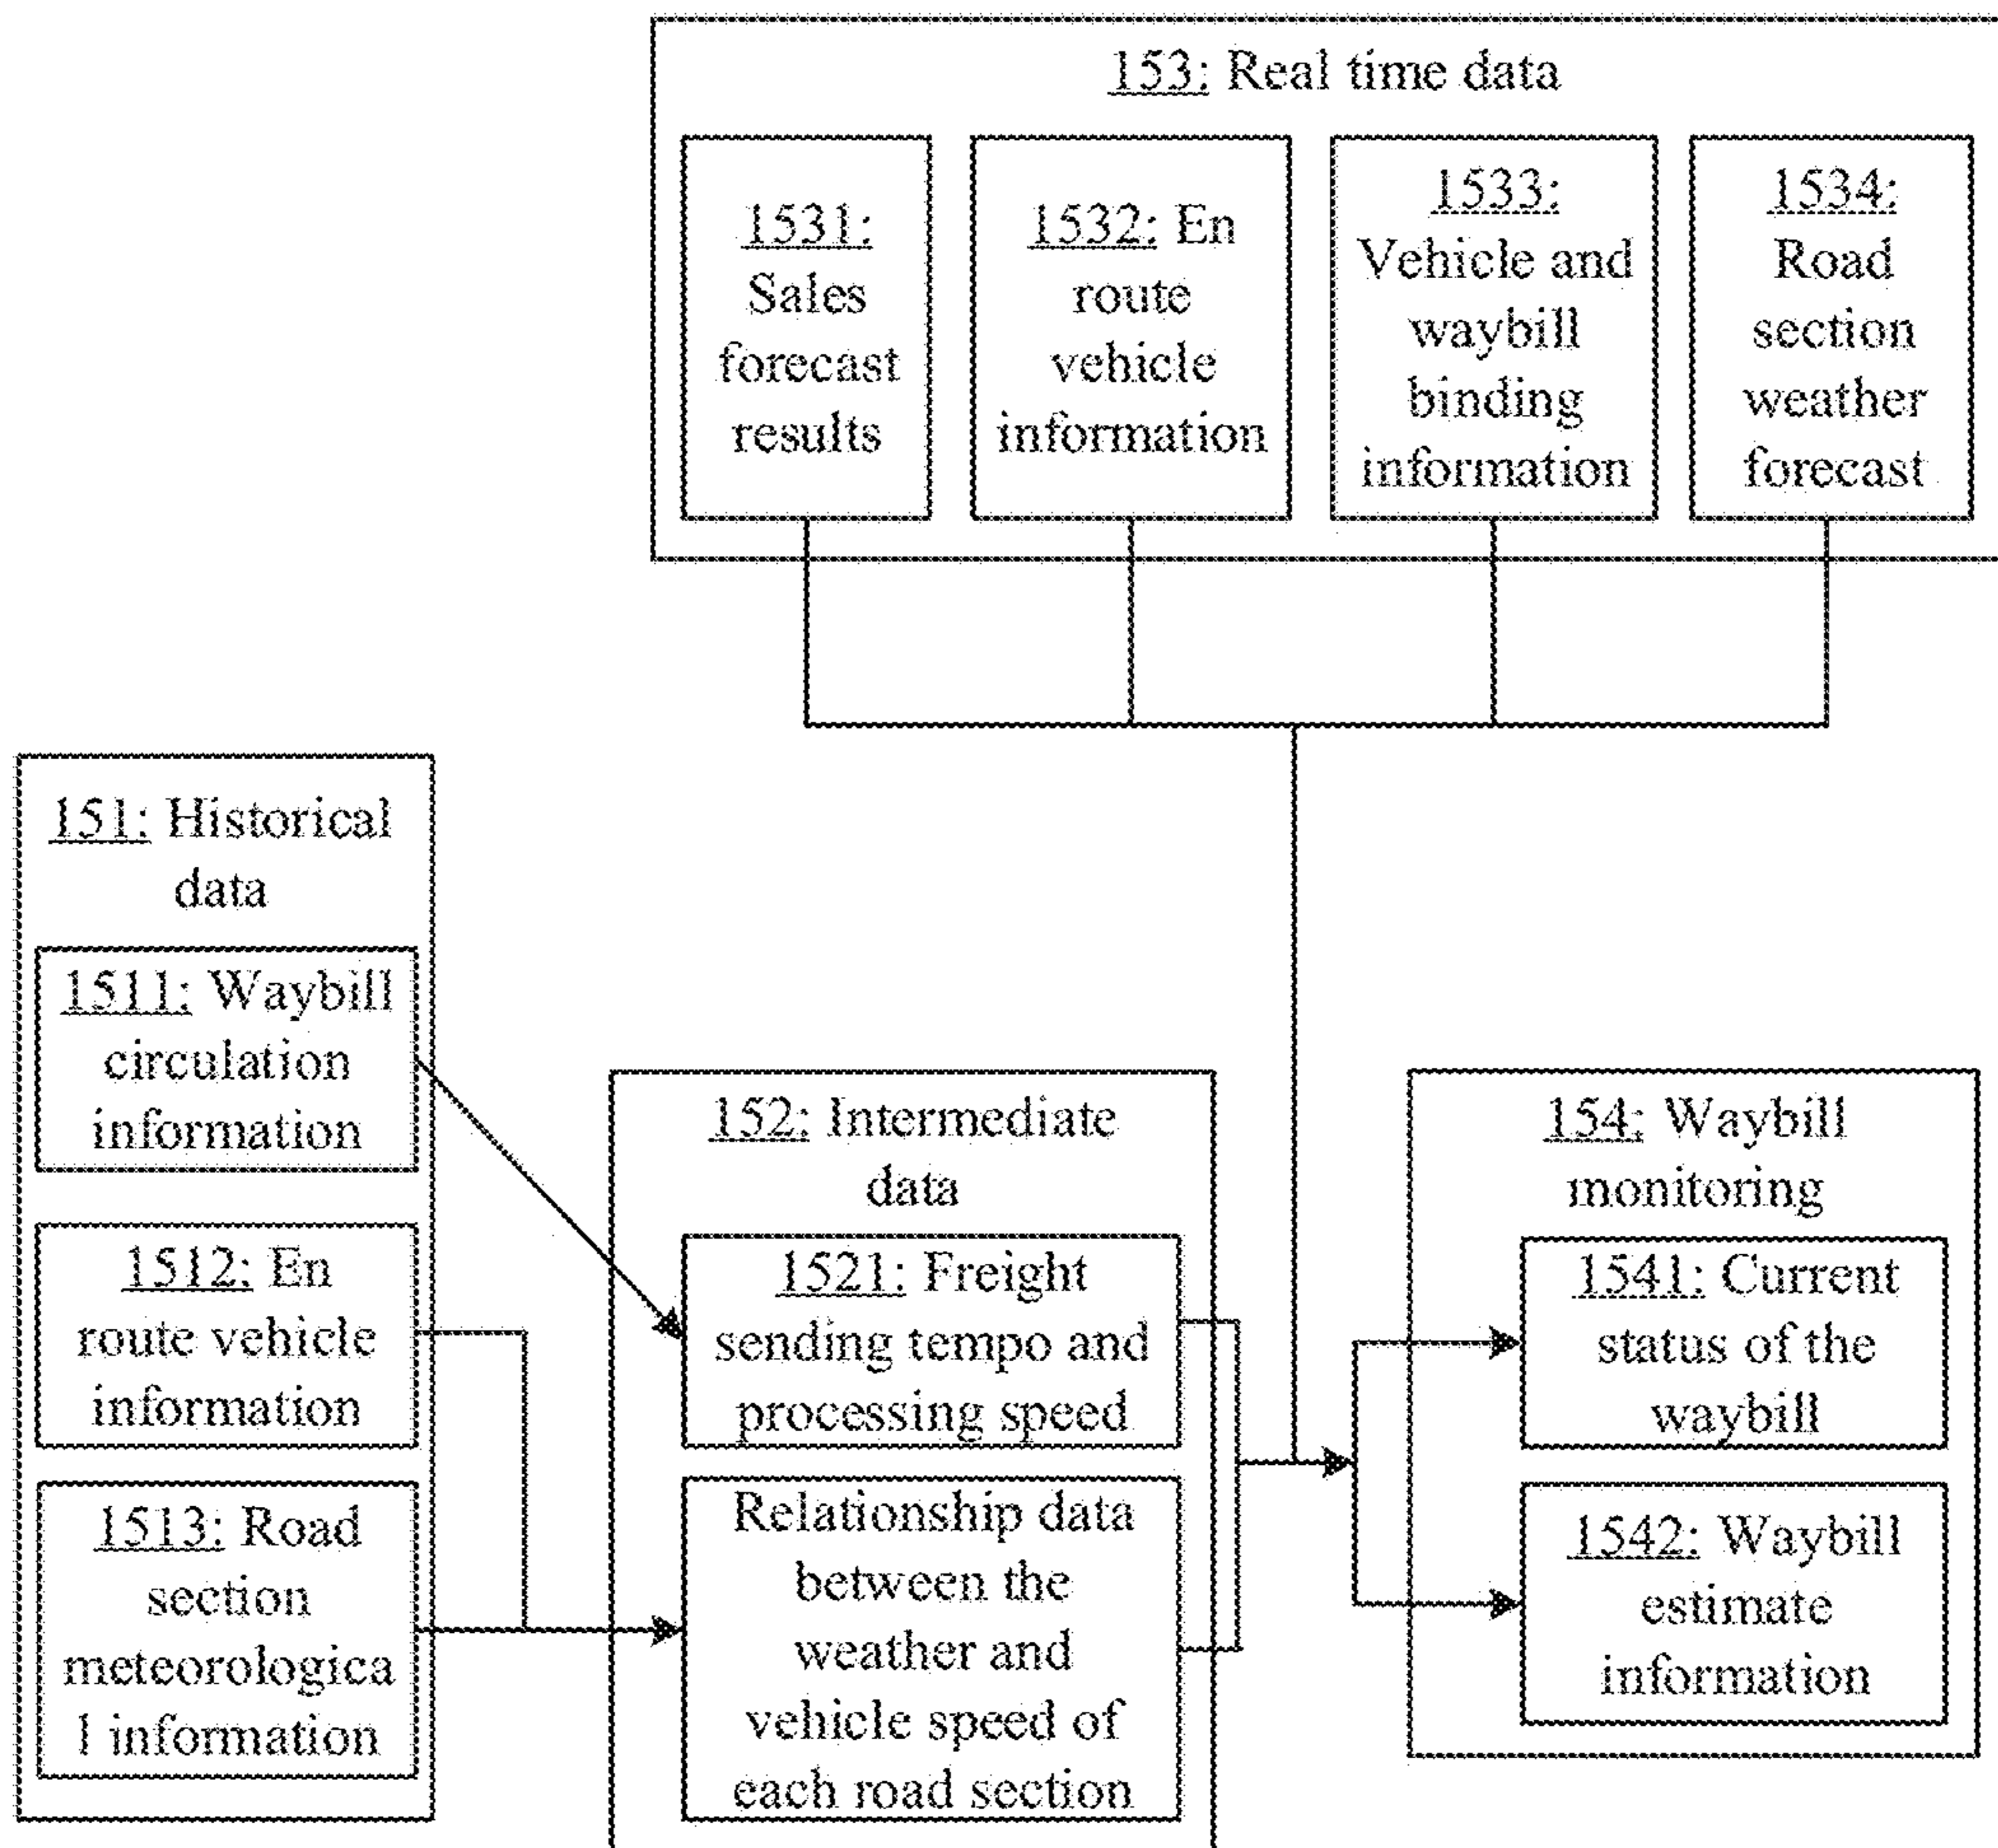 153: Real time data
1531:
Sales
forecast
results
1532: En
route
vehicle
information
1533:
Vehicle and
waybill
binding
information
1534:
Road
section
weather
forecast
151: Historical
data
1511: Waybill
circulation
information
1512: En
route vehicle
information
1513: Road
section
meteorologica
l information
152: Intermediate
data
1521: Freight
sending tempo and
processing speed
Relationship data
between the
weather and
vehicle speed of
each road section
154: Waybill
monitoring
1541: Current
status of the
waybill
1542: Waybill
estimate
information